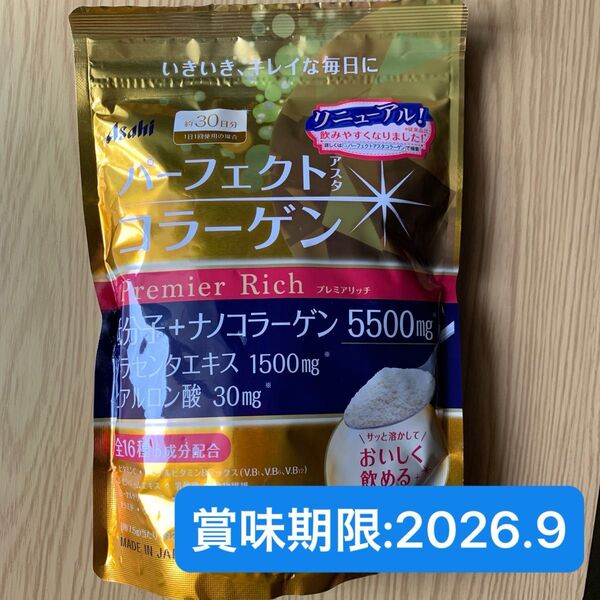 いきいき、キレイな毎日に
Asahi
約30日分
1日1回使用の場合
リニューアル!
飲みやすくなりました!
パーフェクト
アスタ
コラーゲン
Premier Rich プレミアリッチ
分子+ナノコラーゲン 5500mg※
ラセンタエキス 1500mg※
アルロン酸 30mg※
全16種 成分配合
サッと溶かして
おいしく
飲める
MADE IN JA
賞味期限:2026.9